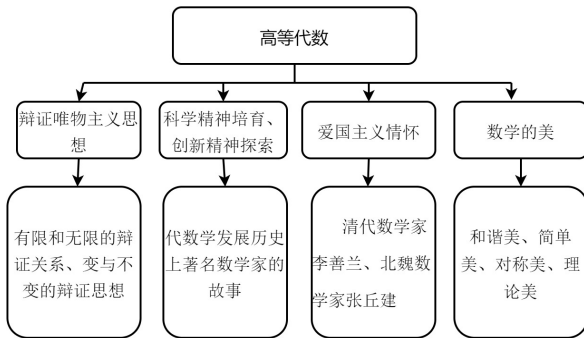 高等代数
辩证唯物主义思
想
科学精神培育、
创新精神探索
爱国主义情怀
数学的美
有限和无限的辩
证关系、变与不
变的辩证思想
代数学发展历史
上著名数学家的
故事
清代数学家
李善兰、北魏数
学家张丘建
和谐美、简单
美、对称美、理
论美